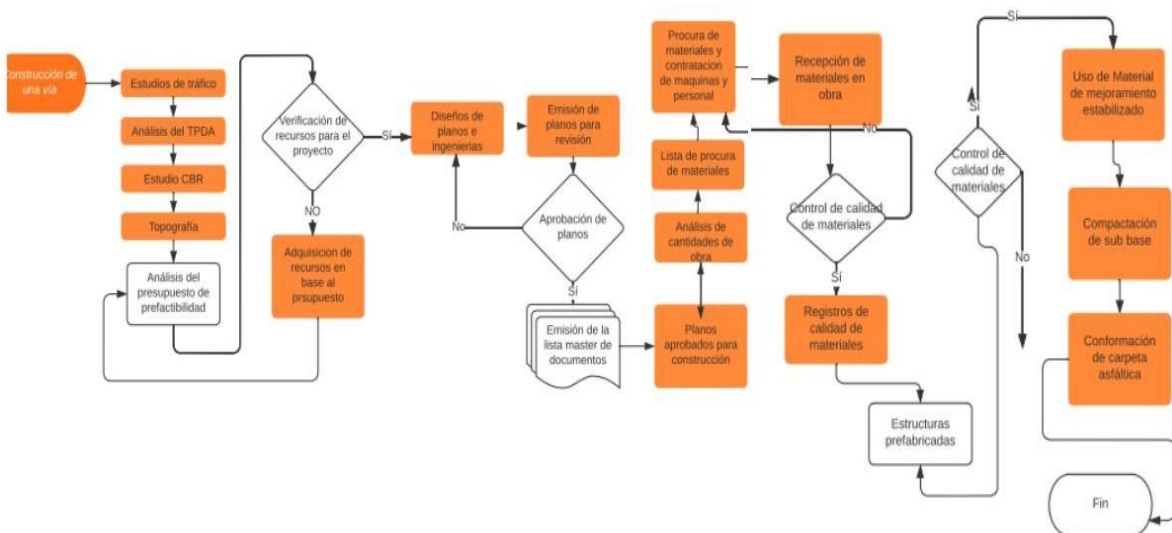 Construcción de
una vía
Estudios de tráfico
Análisis del TPDA
Estudio CBR
Topografía
Análisis del
presupuesto de
prefactibilidad
Verificación de
recursos para el
proyecto
Sí
NO
Adquisicion de
recursos en
base al
prsupuesto
Diseños de
planos e
ingenierías
Emisión de
planos para
revisión
Aprobación de
planos
No
Sí
Emisión de la
lista master de
documentos
Planos
aprobados para
construcción
Análisis de
cantidades de
obra
Lista de procura
de materiales
Procura de
materiales y
contratacion
de maquinas y
personal
Recepción de
materiales en
obra
No
Control de calidad
de materiales
Sí
Registros de
calidad de
materiales
Estructuras
prefabricadas
Control de
calidad de
materiales
Sí
Sí
No
Uso de Material
de mejoramiento
estabilizado
Compactación
de sub base
Conformación
de carpeta
asfáltica
Fin